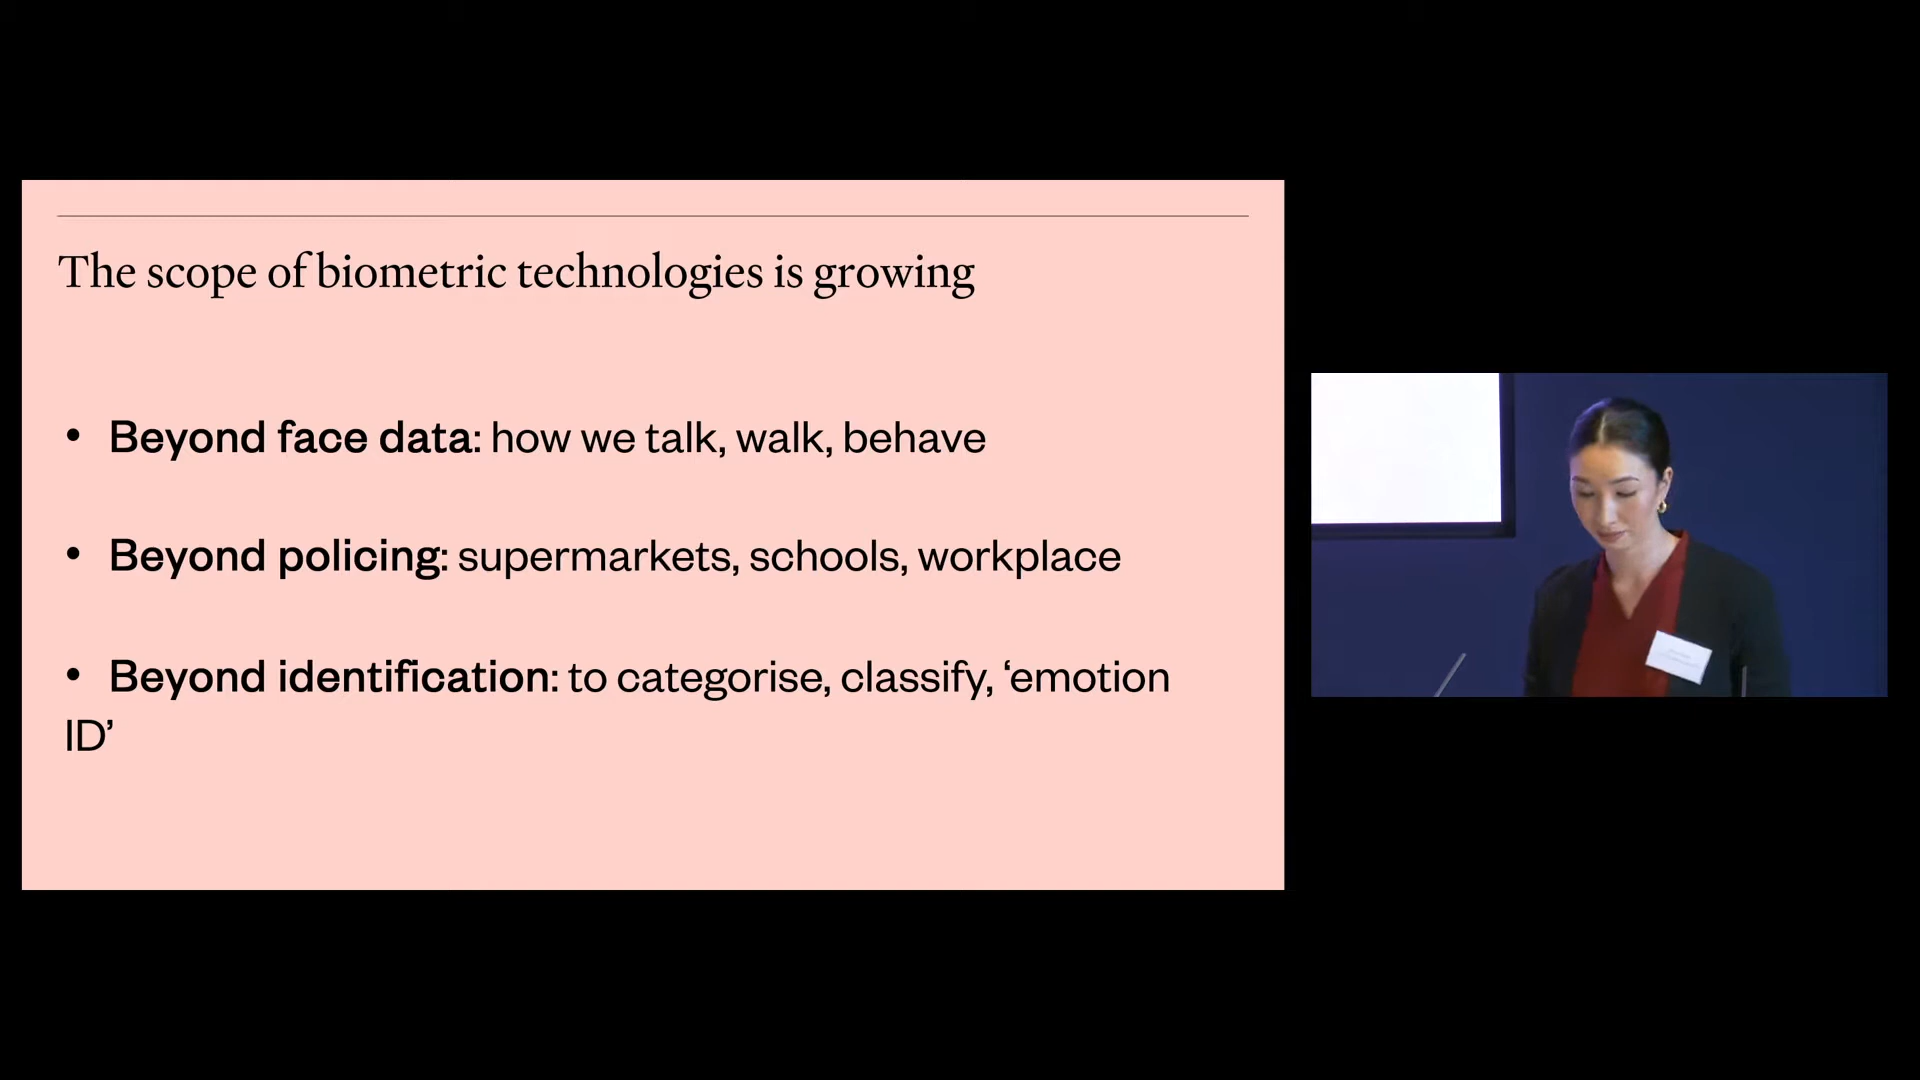 The scope of biometric technologies is growing
• Beyond face data: how we talk, walk, behave
• Beyond policing: supermarkets, schools, workplace
• Beyond identification: to categorise, classify, ‘emotion
ID’